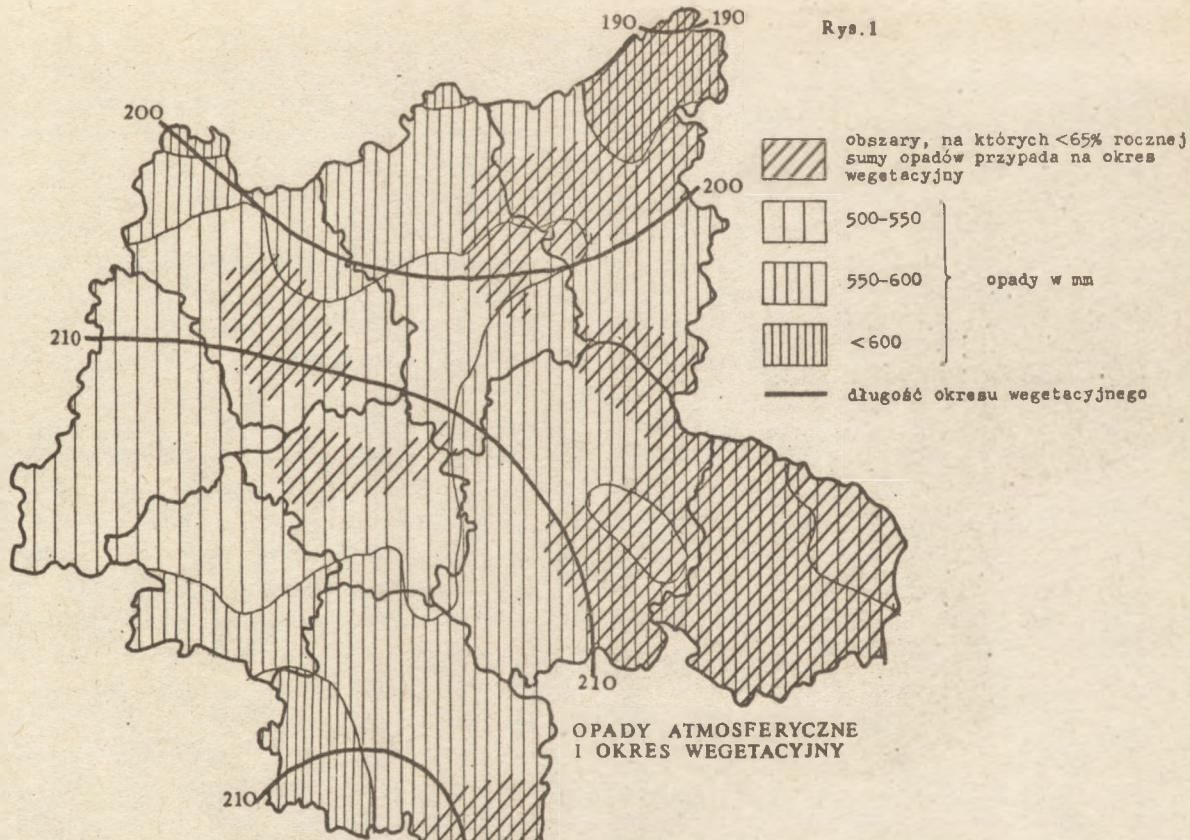 Rys.1
190
190
200
200
210
210
210
obszary, na których <65% rocznej
sumy opadów przypada na okres
wegetacyjny
500-550
550-600
opady w mm
<600
długość okresu wegetacyjnego
OPADY ATMOSFERYCZNE
I OKRES WEGETACYJNY